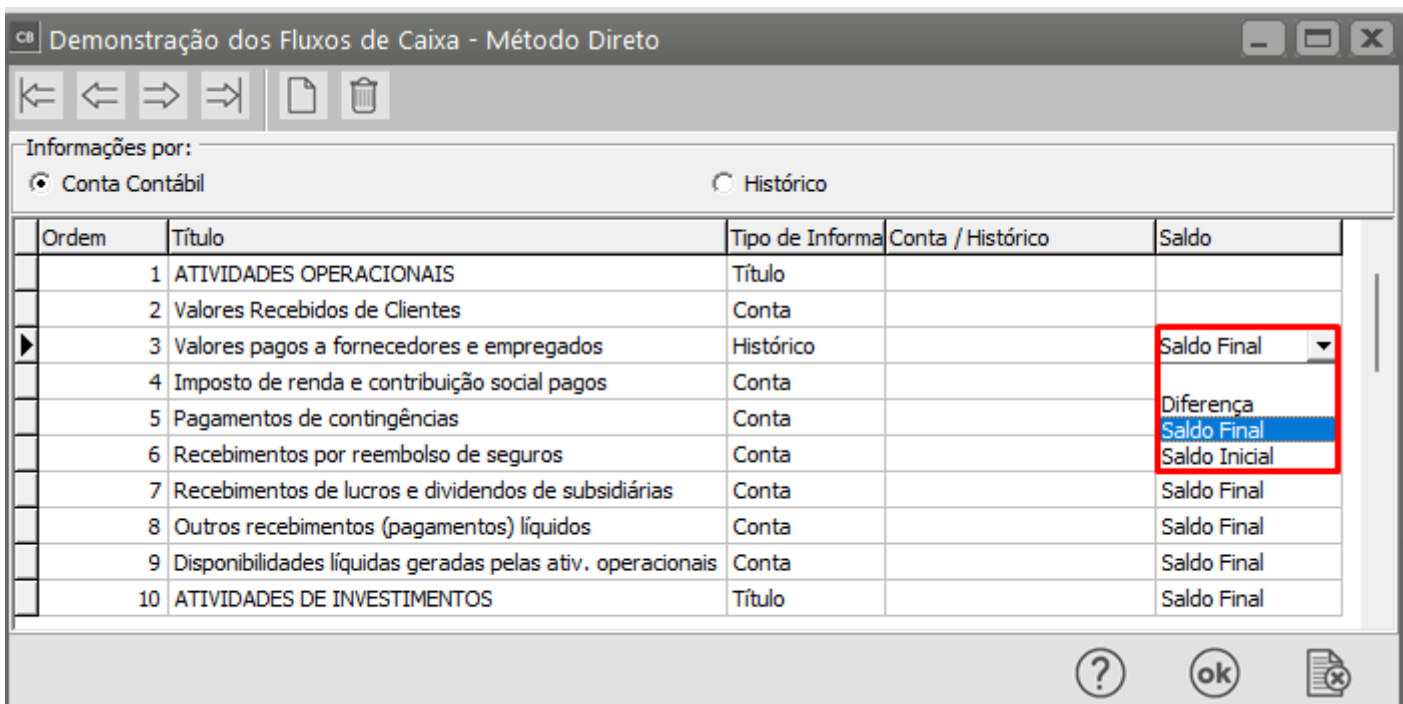 CB Demonstração dos Fluxos de Caixa - Método Direto
Informações por:
Conta Contábil Histórico
Ordem Título Tipo de Informa Conta / Histórico Saldo
1 ATIVIDADES OPERACIONAIS Título
2 Valores Recebidos de Clientes Conta
3 Valores pagos a fornecedores e empregados Histórico Saldo Final
4 Imposto de renda e contribuição social pagos Conta
Diferença
5 Pagamentos de contingências Conta
Saldo Final
6 Recebimentos por reembolso de seguros Conta Saldo Inicial
7 Recebimentos de lucros e dividendos de subsidiárias Conta Saldo Final
8 Outros recebimentos (pagamentos) líquidos Conta Saldo Final
9 Disponibilidades líquidas geradas pelas ativ. operacionais Conta Saldo Final
10 ATIVIDADES DE INVESTIMENTOS Título Saldo Final
? ok